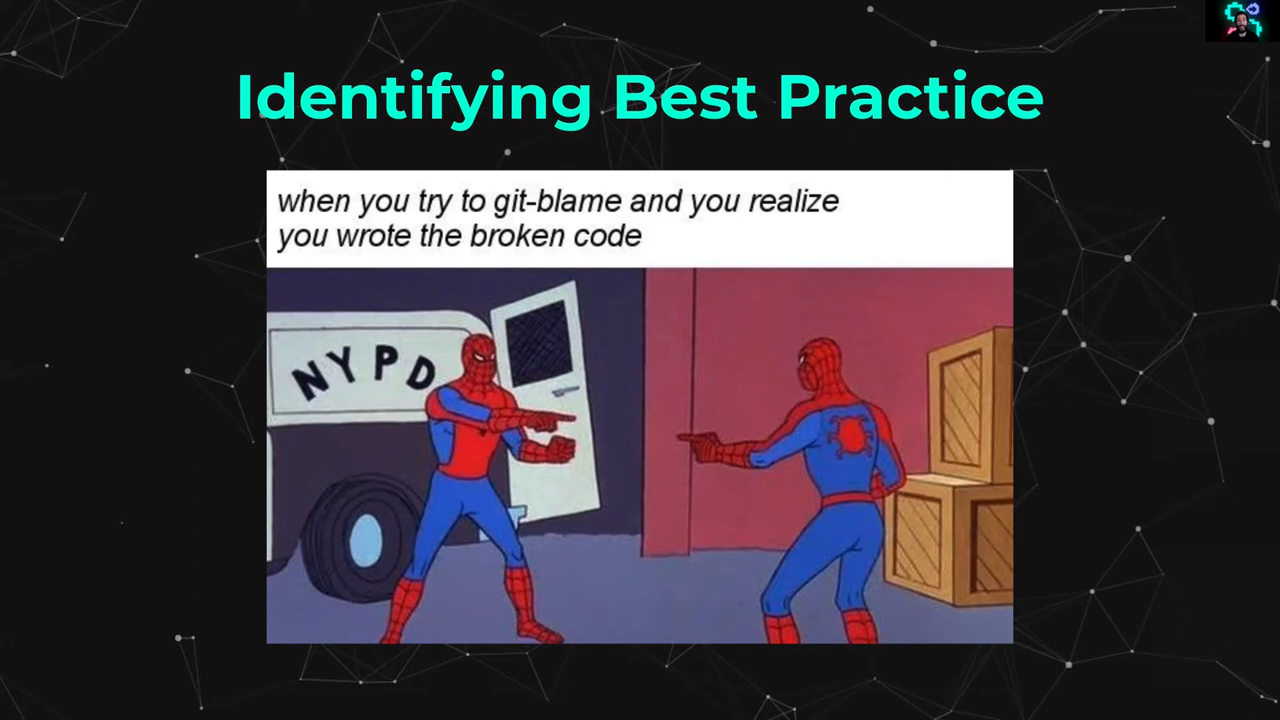 Identifying Best Practice
when you try to git-blame and you realize
you wrote the broken code
NYPD